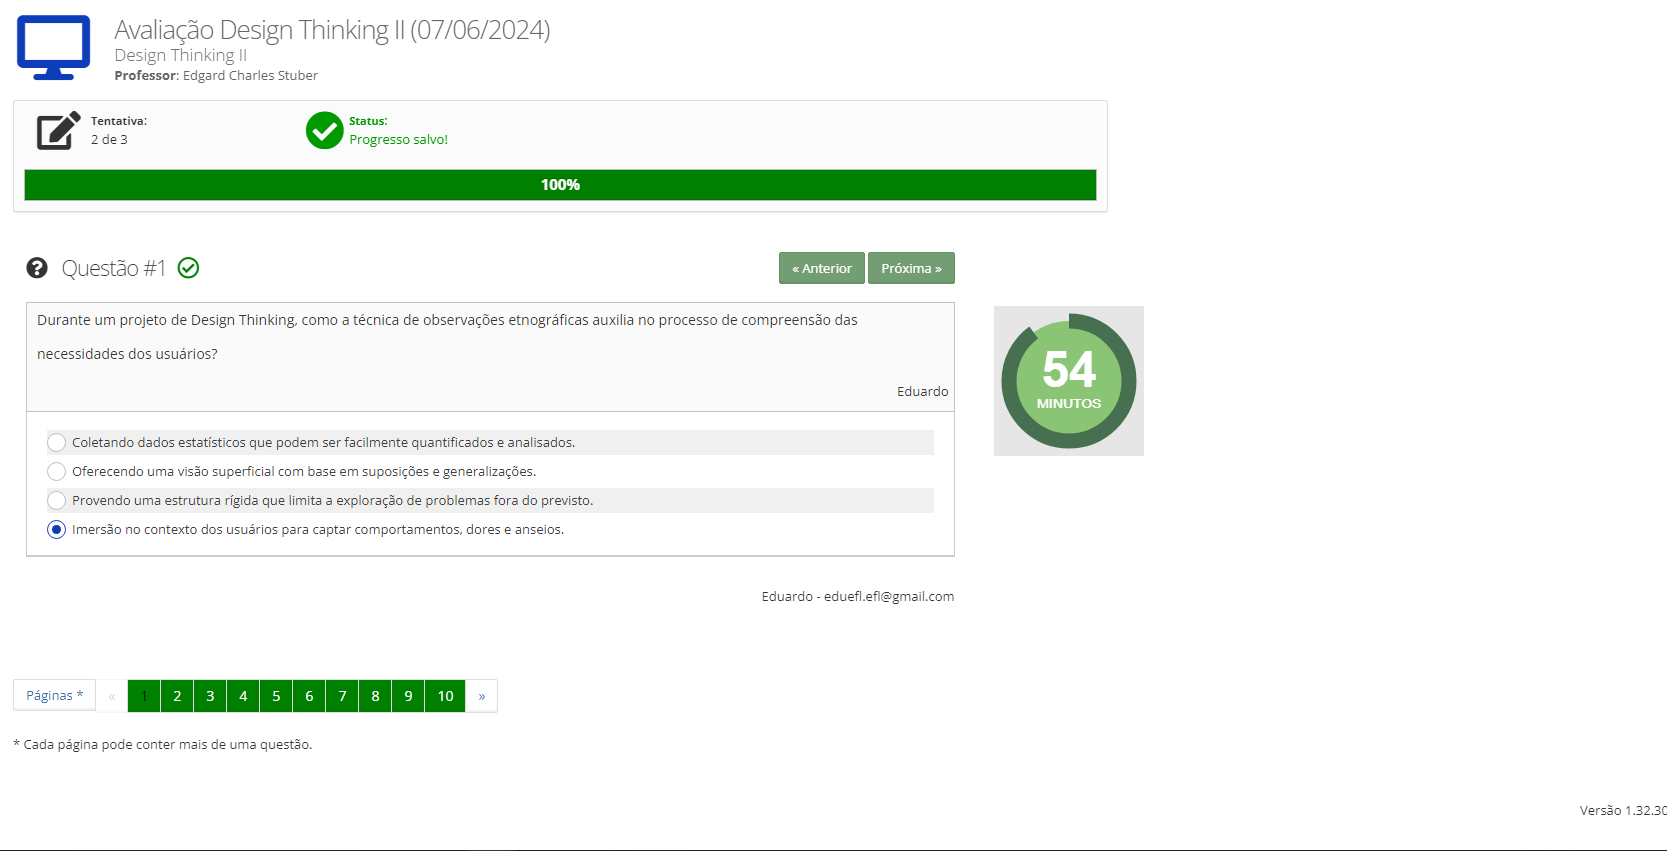 Avaliação Design Thinking II (07/06/2024)
Design Thinking II
Professor: Edgard Charles Stuber
Tentativa:
2 de 3
Status:
Progresso salvo!
100%
Questão #1
« Anterior
Próxima »
Durante um projeto de Design Thinking, como a técnica de observações etnográficas auxilia no processo de compreensão das
necessidades dos usuários?
Eduardo
54
MINUTOS
Coletando dados estatísticos que podem ser facilmente quantificados e analisados.
Oferecendo uma visão superficial com base em suposições e generalizações.
Provendo uma estrutura rígida que limita a exploração de problemas fora do previsto.
Imersão no contexto dos usuários para captar comportamentos, dores e anseios.
Eduardo - eduefl.efl@gmail.com
Páginas * « 1 2 3 4 5 6 7 8 9 10 »
* Cada página pode conter mais de uma questão.
Versão 1.32.30